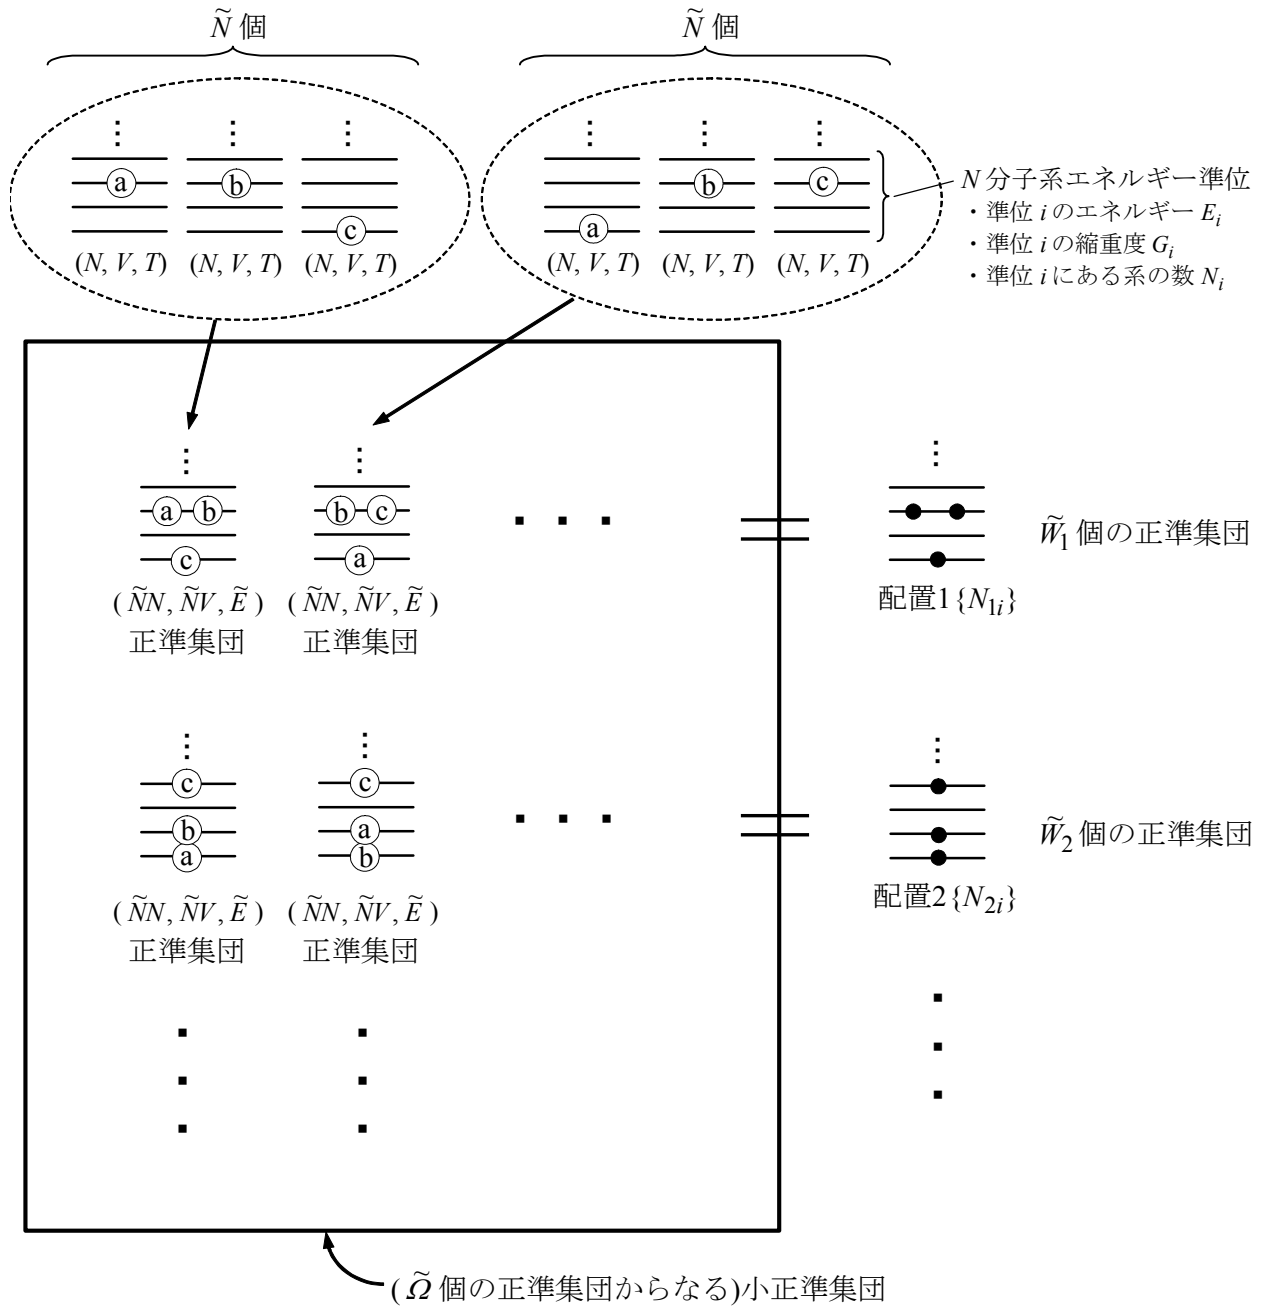 Ñ 個
Ñ 個
a
b
c
(N, V, T) (N, V, T) (N, V, T)
b
c
a
(N, V, T) (N, V, T) (N, V, T)
N 分子系エネルギー準位
・準位 i のエネルギー E_i
・準位 i の縮重度 G_i
・準位 i にある系の数 N_i
a b
c
(ÑN, ÑV, Ẽ)
正準集団
b c
a
(ÑN, ÑV, Ẽ)
正準集団
配置1 {N_{1i}}
W̃_1 個の正準集団
c
b
a
(ÑN, ÑV, Ẽ)
正準集団
c
a
b
(ÑN, ÑV, Ẽ)
正準集団
配置2 {N_{2i}}
W̃_2 個の正準集団
(Ω̃ 個の正準集団からなる)小正準集団